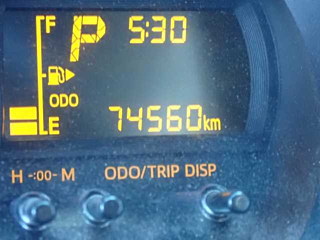 F P 5:30
ODO
E 74560km
H -:00- M ODO/TRIP DISP